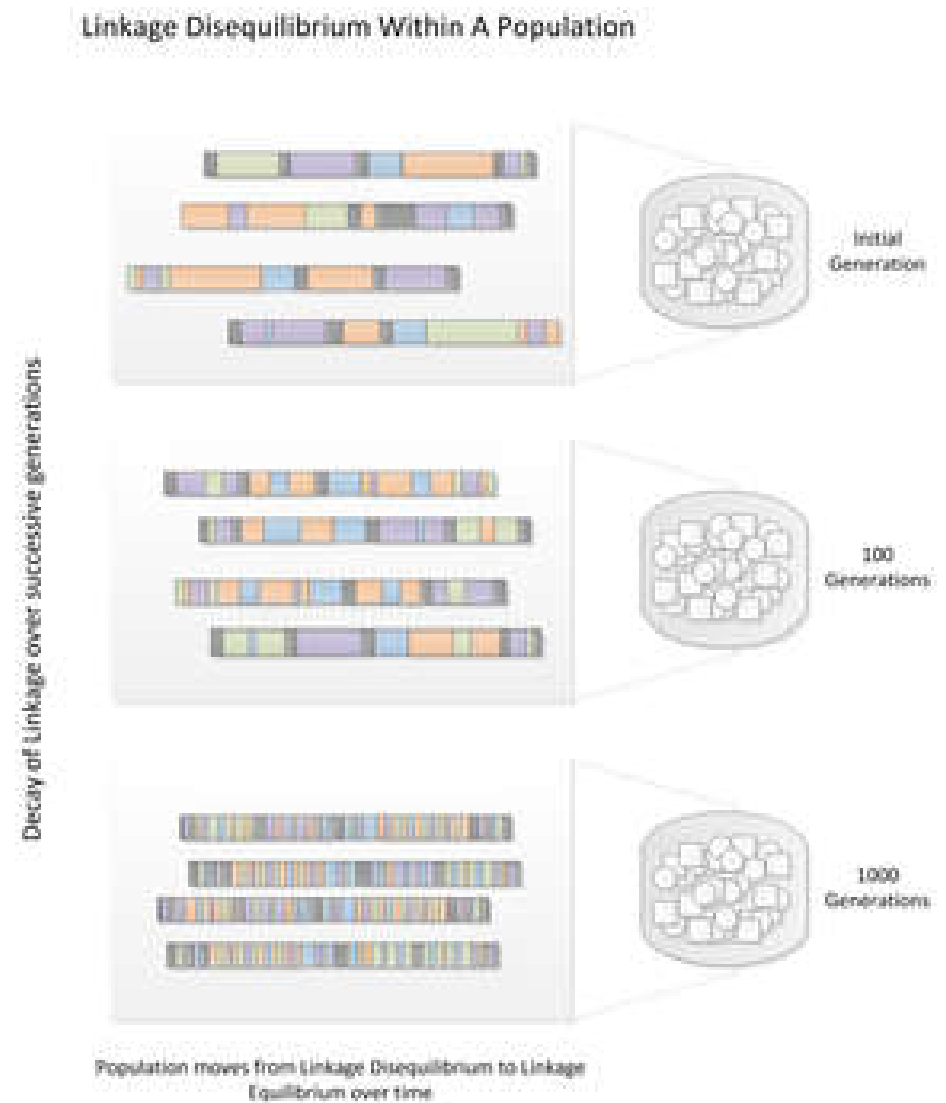 Linkage Disequilibrium Within A Population
Initial
Generation
Decay of Linkage over successive generations
100
Generations
1000
Generations
Population moves from Linkage Disequilibrium to Linkage
Equilibrium over time